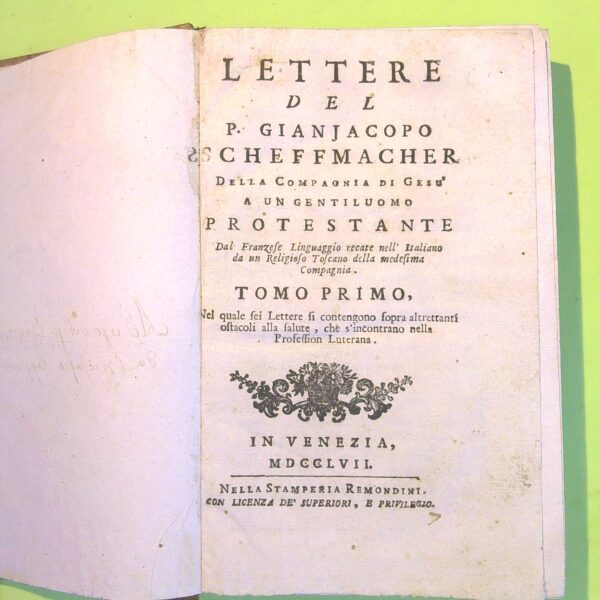 LETTERE
DEL
P. GIANJACOPO
SCHEFFMACHER
DELLA COMPAGNIA DI GESU'
A UN GENTILUOMO
PROTESTANTE
Dal Franzese Linguaggio recate nell' Italiano
da un Religioso Toscano della medesima
Compagnia.
TOMO PRIMO,
Nel quale sei Lettere si contengono sopra altrettanti
ostacoli alla salute, che s'incontrano nella
Profession Luterana.
IN VENEZIA,
MDCCLVII.
NELLA STAMPERIA REMONDINI.
CON LICENZA DE' SUPERIORI, E PRIVILEGIO.